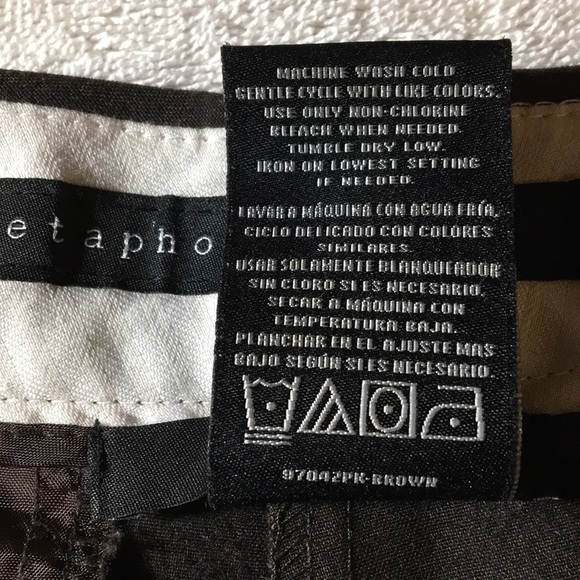 MACHINE WASH COLD
GENTLE CYCLE WITH LIKE COLORS.
USE ONLY NON-CHLORINE
BLEACH WHEN NEEDED.
TUMBLE DRY LOW.
IRON ON LOWEST SETTING
IF NEEDED.
LAVAR A MÁQUINA CON AGUA FRÍA,
CICLO DELICADO CON COLORES
SIMILARES.
USAR SOLAMENTE BLANQUEADOR
SIN CLORO SI ES NECESARIO.
SECAR A MÁQUINA CON
TEMPERATURA BAJA.
PLANCHAR EN EL AJUSTE MAS
BAJO SEGÚN SI ES NECESARIO.
97042PK-BROWN
etapho